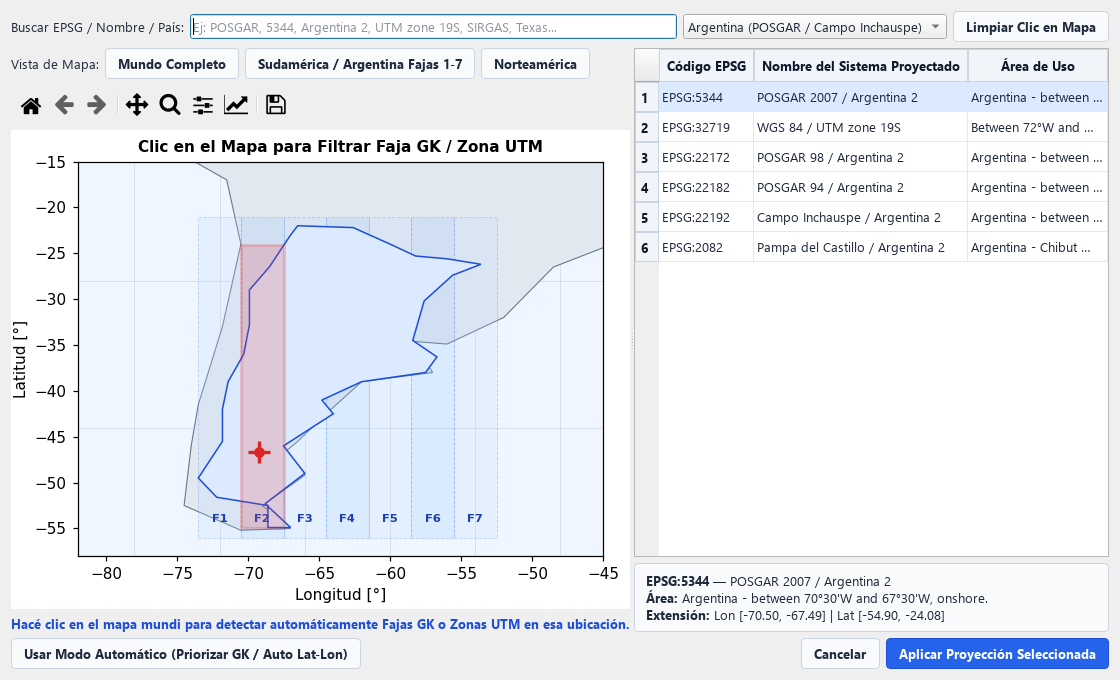 Buscar EPSG / Nombre / País: Ej: POSGAR, 5344, Argentina 2, UTM zone 19S, SIRGAS, Texas... Argentina (POSGAR / Campo Inchauspe) Limpiar Clic en Mapa
Vista de Mapa: Mundo Completo Sudamérica / Argentina Fajas 1-7 Norteamérica
Clic en el Mapa para Filtrar Faja GK / Zona UTM
−15
−20
−25
−30
−35
−40
−45
−50
−55
Latitud [°]
F1 F2 F3 F4 F5 F6 F7
−80 −75 −70 −65 −60 −55 −50 −45
Longitud [°]
Hacé clic en el mapa mundi para detectar automáticamente Fajas GK o Zonas UTM en esa ubicación.
Código EPSG Nombre del Sistema Proyectado Área de Uso
1 EPSG:5344 POSGAR 2007 / Argentina 2 Argentina - between ...
2 EPSG:32719 WGS 84 / UTM zone 19S Between 72°W and ...
3 EPSG:22172 POSGAR 98 / Argentina 2 Argentina - between ...
4 EPSG:22182 POSGAR 94 / Argentina 2 Argentina - between ...
5 EPSG:22192 Campo Inchauspe / Argentina 2 Argentina - between ...
6 EPSG:2082 Pampa del Castillo / Argentina 2 Argentina - Chibut ...
EPSG:5344 — POSGAR 2007 / Argentina 2
Área: Argentina - between 70°30'W and 67°30'W, onshore.
Extensión: Lon [-70.50, -67.49] | Lat [-54.90, -24.08]
Usar Modo Automático (Priorizar GK / Auto Lat-Lon) Cancelar Aplicar Proyección Seleccionada